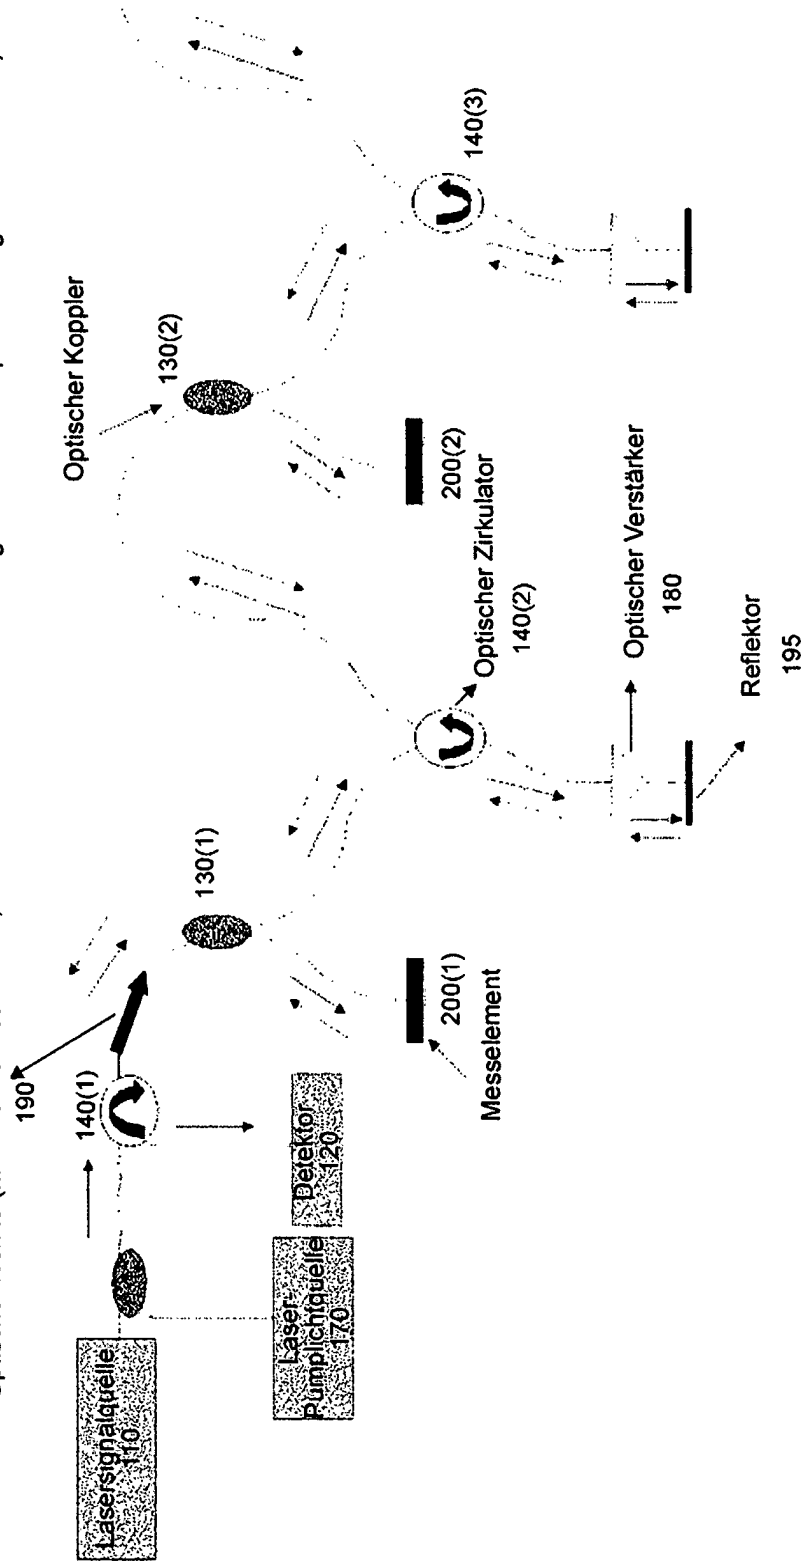 Lasersignalquelle
110
190
140(1)
Laser-
Pumplichtquelle
170
Detektor
120
130(1)
200(1)
Messelement
Optischer Zirkulator
140(2)
Optischer Verstärker
180
Reflektor
195
Optischer Koppler
130(2)
200(2)
140(3)